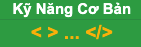 Kỹ Năng Cơ Bản
< > ... </>